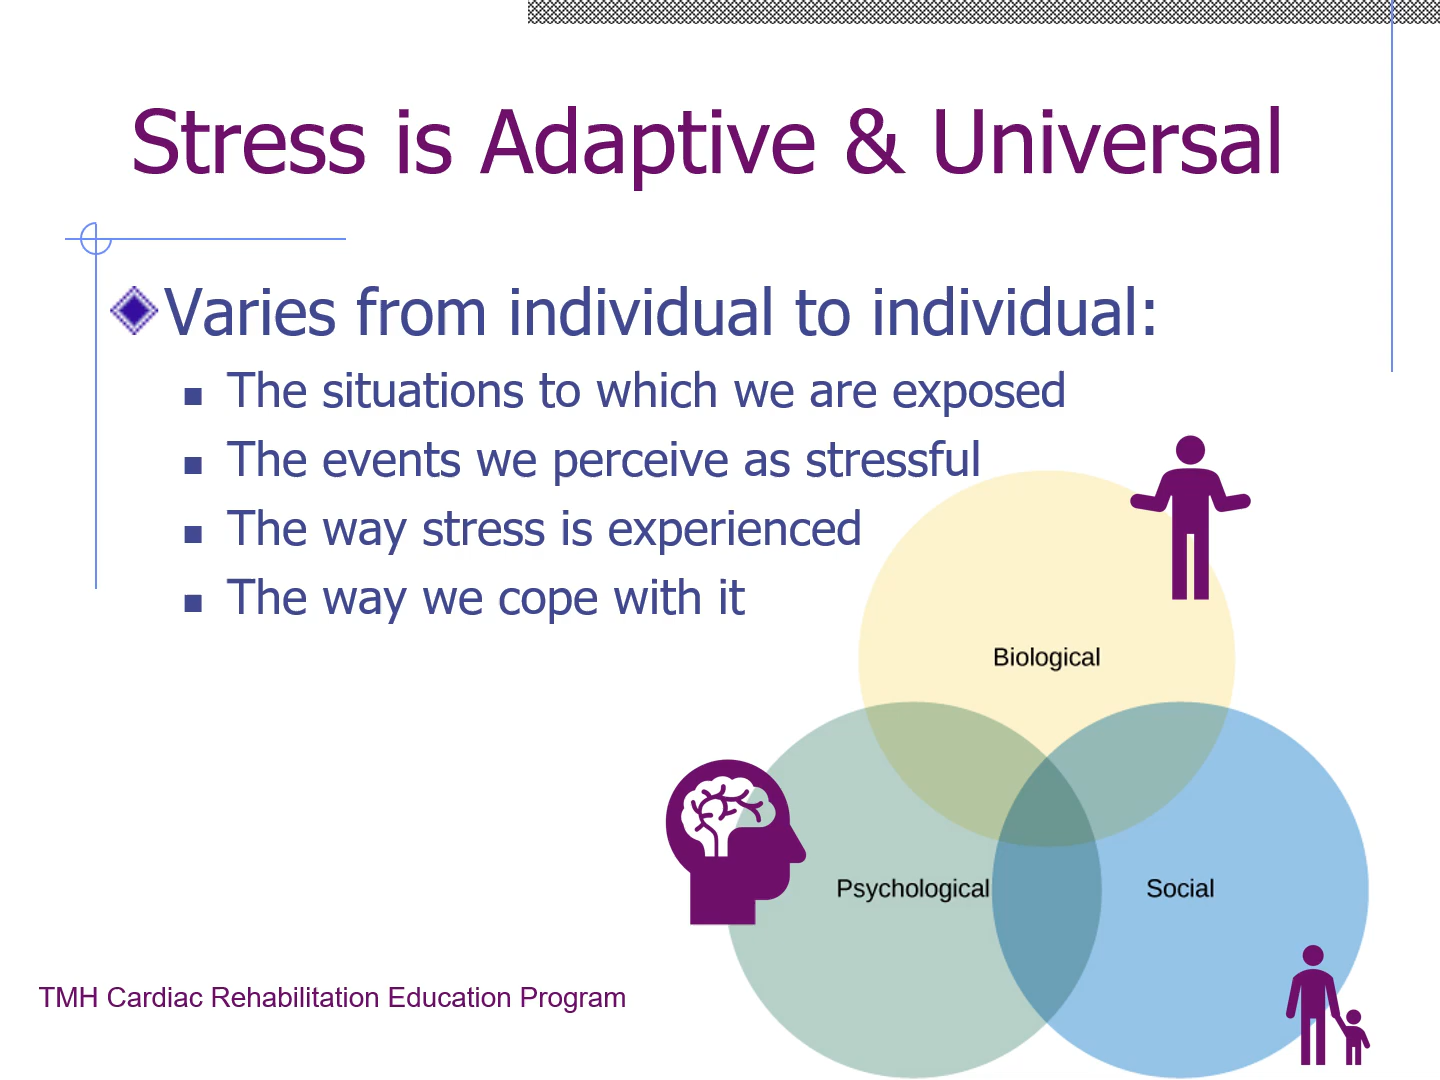 Stress is Adaptive & Universal
Varies from individual to individual:
The situations to which we are exposed
The events we perceive as stressful
The way stress is experienced
The way we cope with it
Biological
Psychological
Social
TMH Cardiac Rehabilitation Education Program